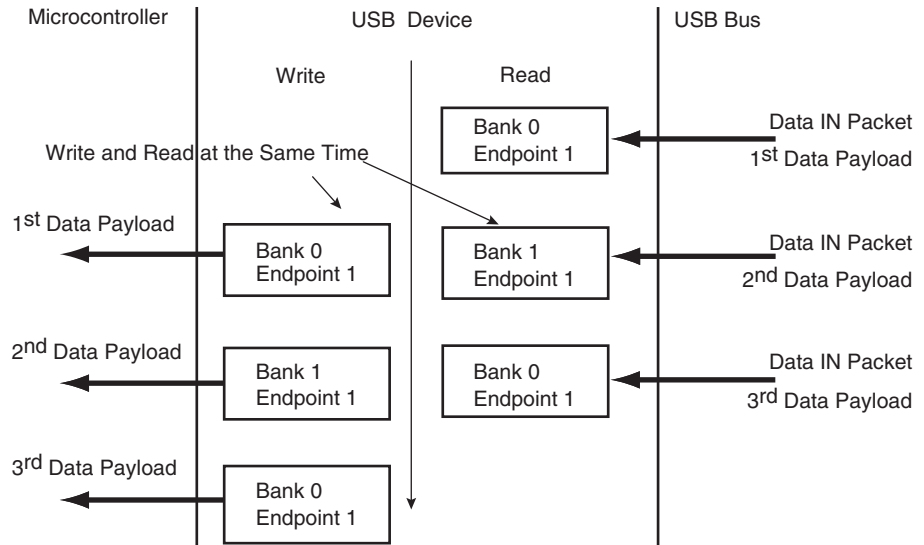 Microcontroller USB Device USB Bus
Write Read
Bank 0
Endpoint 1
Data IN Packet
1st Data Payload
Write and Read at the Same Time
1st Data Payload
Bank 0
Endpoint 1
Bank 1
Endpoint 1
Data IN Packet
2nd Data Payload
2nd Data Payload
Bank 1
Endpoint 1
Bank 0
Endpoint 1
Data IN Packet
3rd Data Payload
3rd Data Payload
Bank 0
Endpoint 1